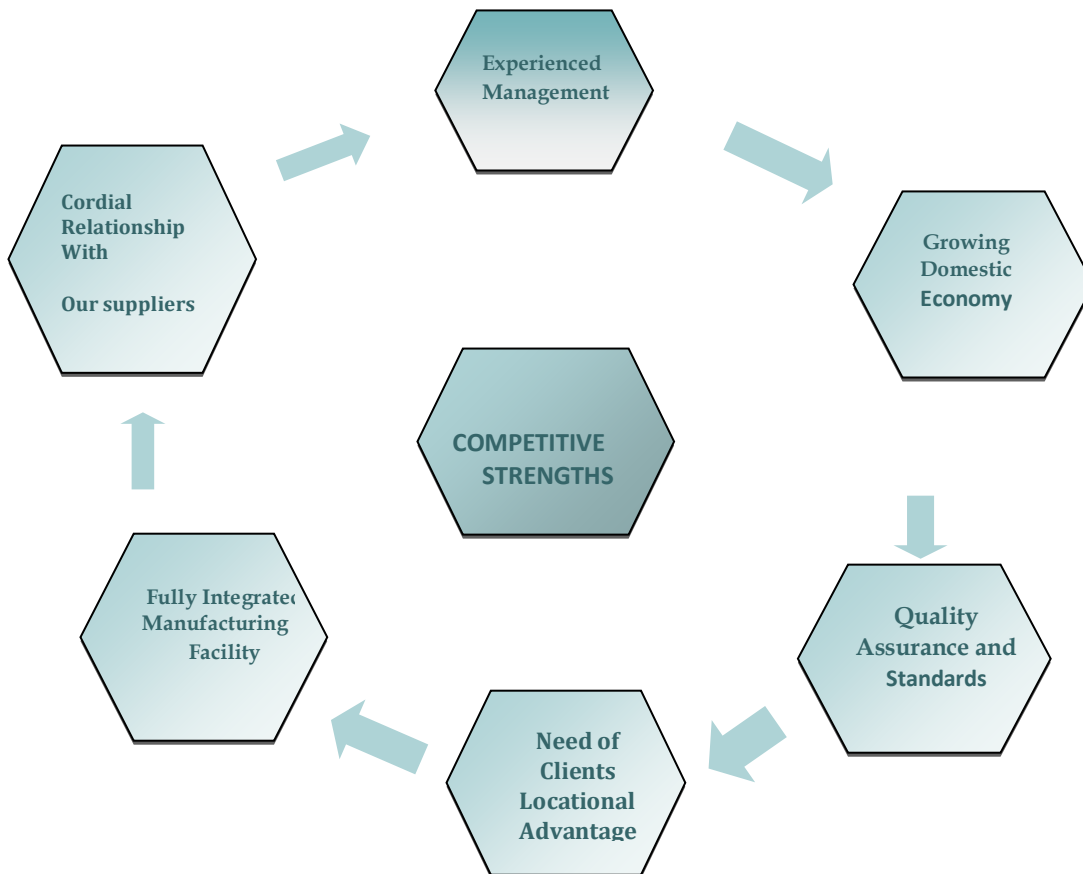 Experienced
Management
Growing
Domestic
Economy
Quality
Assurance and
Standards
Need of
Clients
Locational
Advantage
Fully Integrated
Manufacturing
Facility
Cordial
Relationship
With
Our suppliers
COMPETITIVE
STRENGTHS